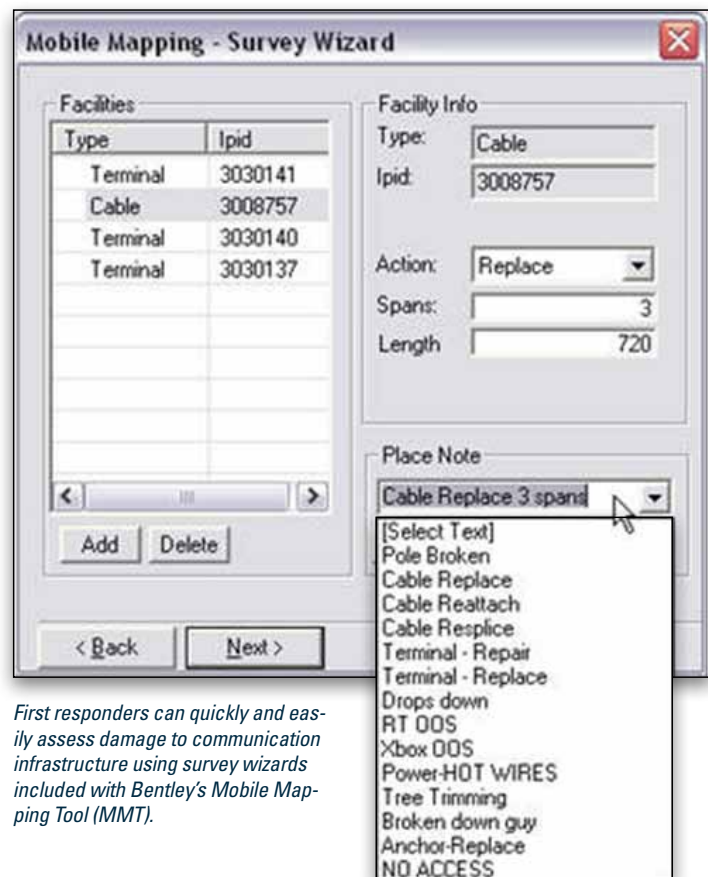 Mobile Mapping - Survey Wizard
Facilities
Type Ipid
Terminal 3030141
Cable 3008757
Terminal 3030140
Terminal 3030137
Add Delete
Facility Info
Type: Cable
Ipid: 3008757
Action: Replace
Spans: 3
Length 720
Place Note
Cable Replace 3 spans
[Select Text]
Pole Broken
Cable Replace
Cable Reattach
Cable Resplice
Terminal - Repair
Terminal - Replace
Drops down
RT OOS
Xbox OOS
Power-HOT WIRES
Tree Trimming
Broken down guy
Anchor-Replace
NO ACCESS
< Back Next >
First responders can quickly and eas-
ily assess damage to communication
infrastructure using survey wizards
included with Bentley's Mobile Map-
ping Tool (MMT).